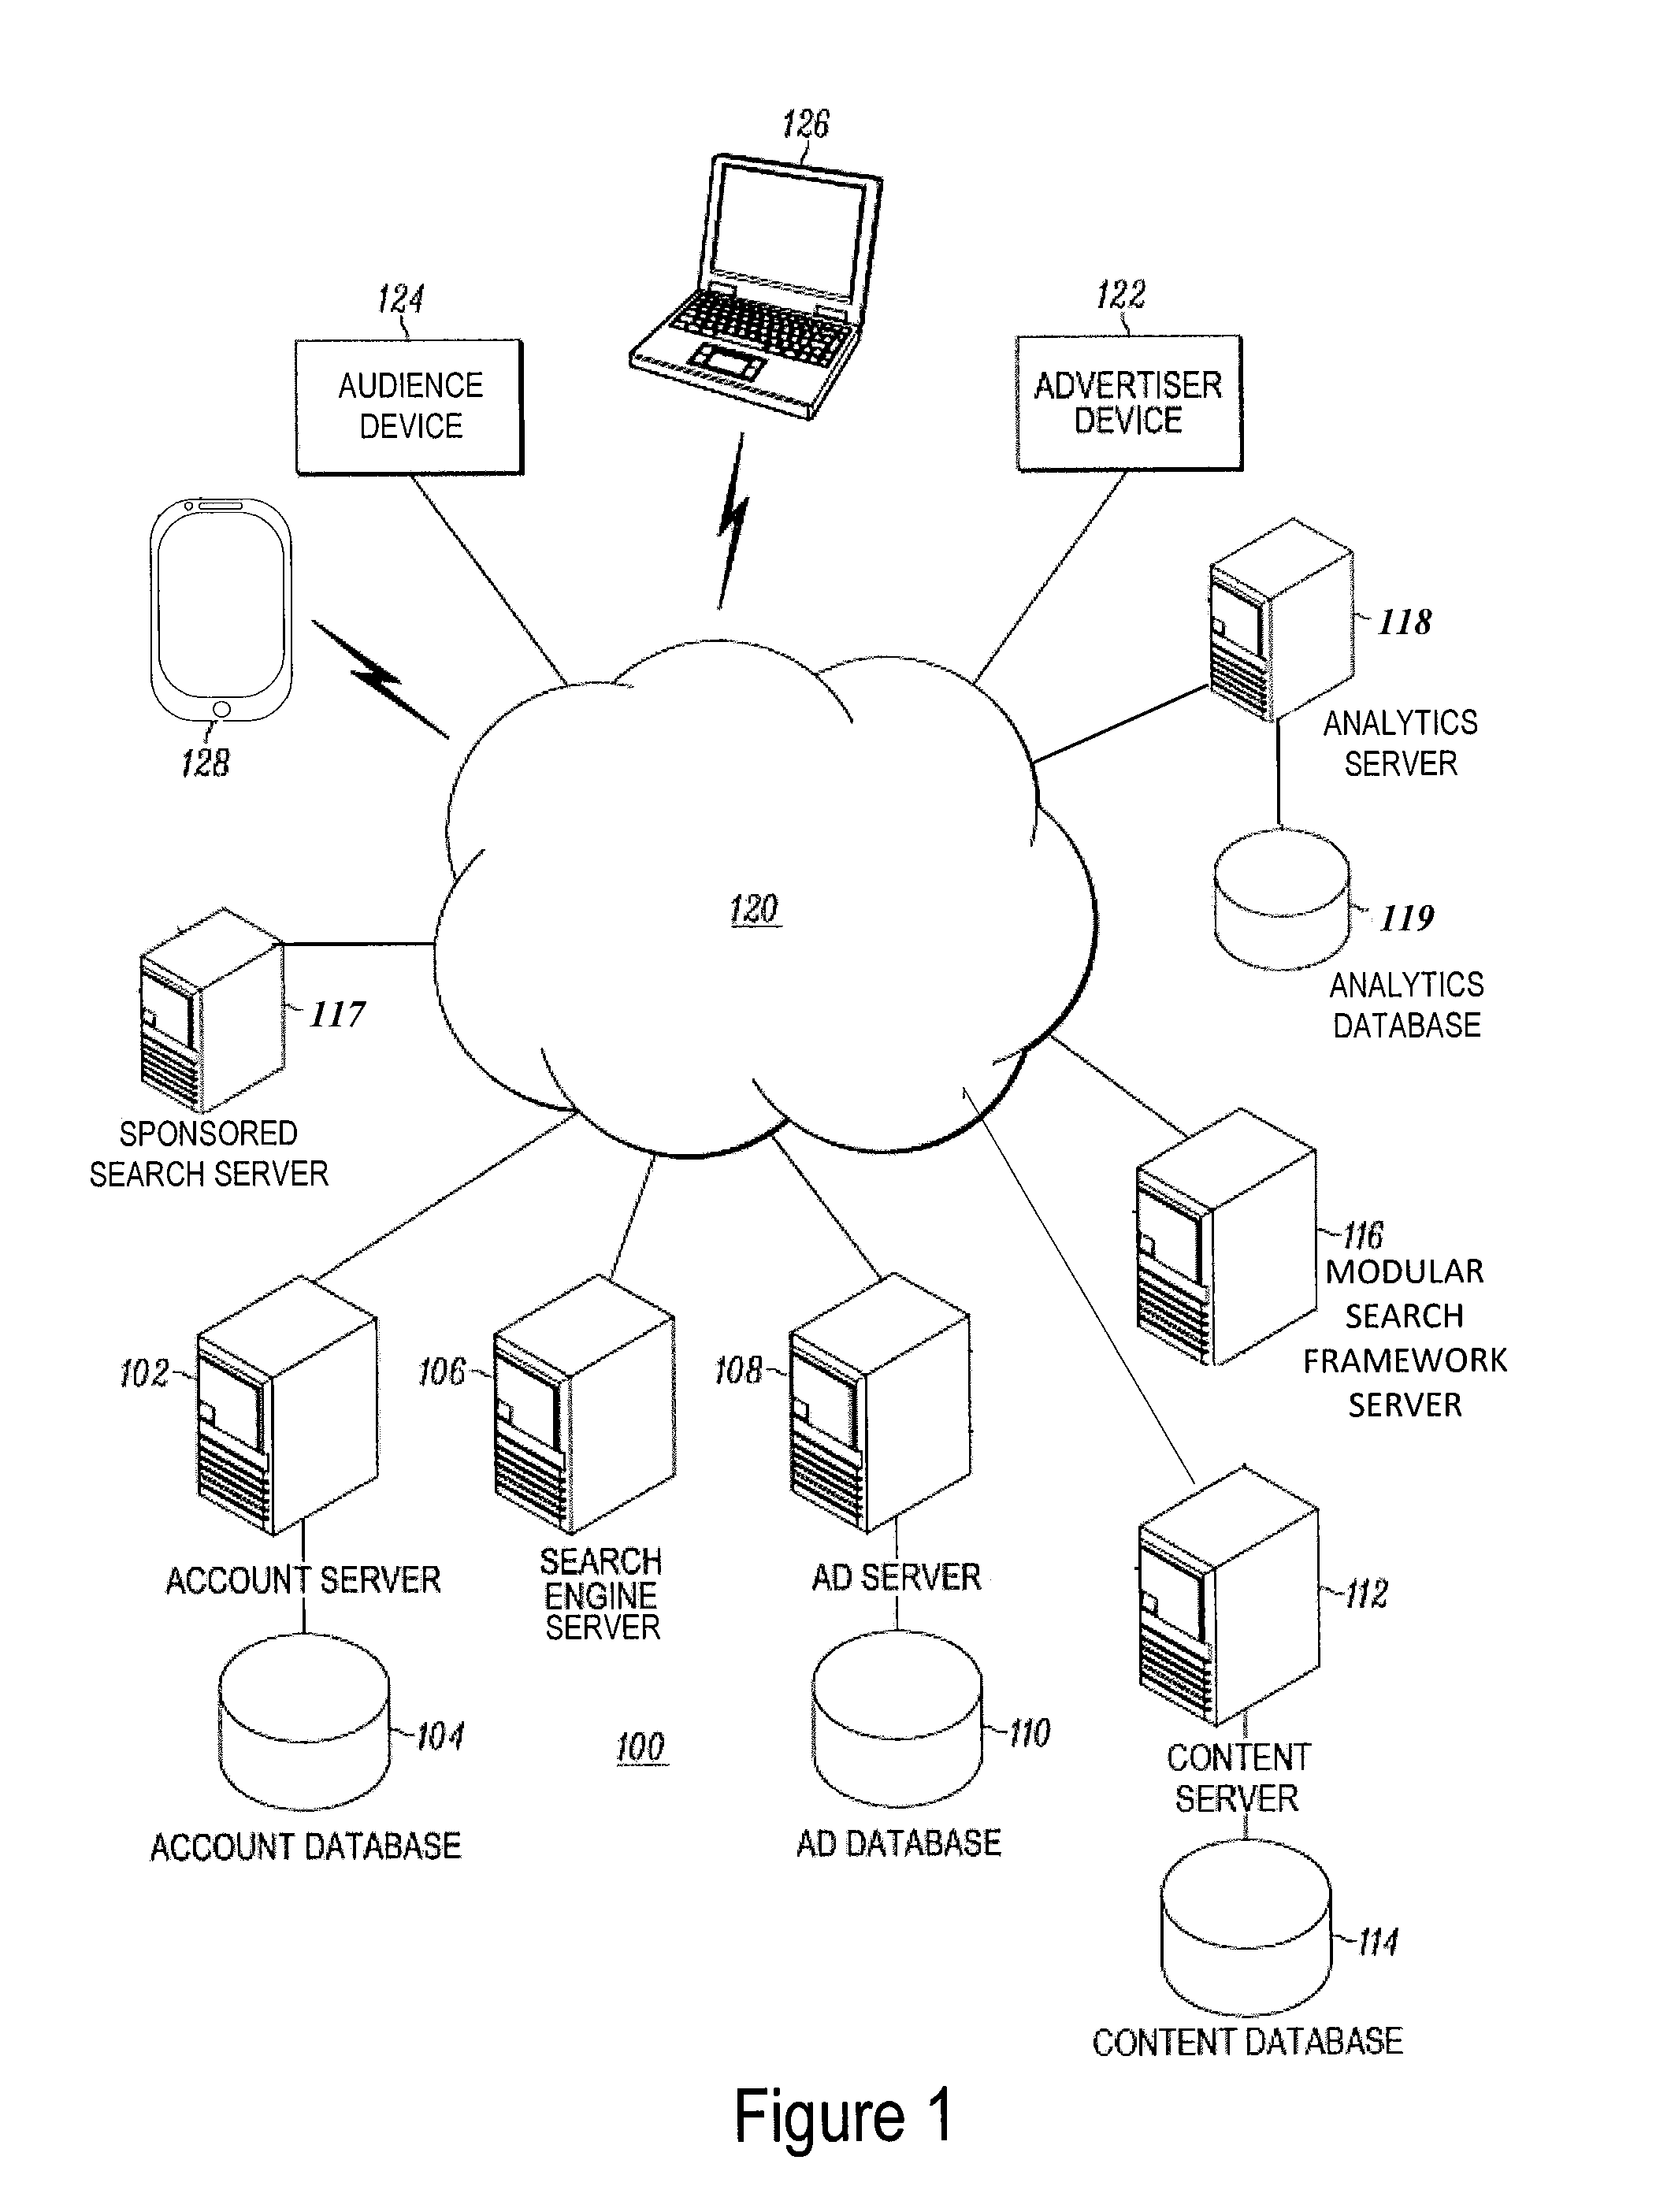 126
124
122
AUDIENCE
DEVICE
ADVERTISER
DEVICE
118
128
ANALYTICS
SERVER
120
119
117
ANALYTICS
DATABASE
SPONSORED
SEARCH SERVER
116
MODULAR
SEARCH
FRAMEWORK
SERVER
102
106
108
ACCOUNT SERVER
SEARCH
ENGINE
SERVER
AD SERVER
112
104
100
110
CONTENT
SERVER
ACCOUNT DATABASE
AD DATABASE
114
CONTENT DATABASE
Figure 1